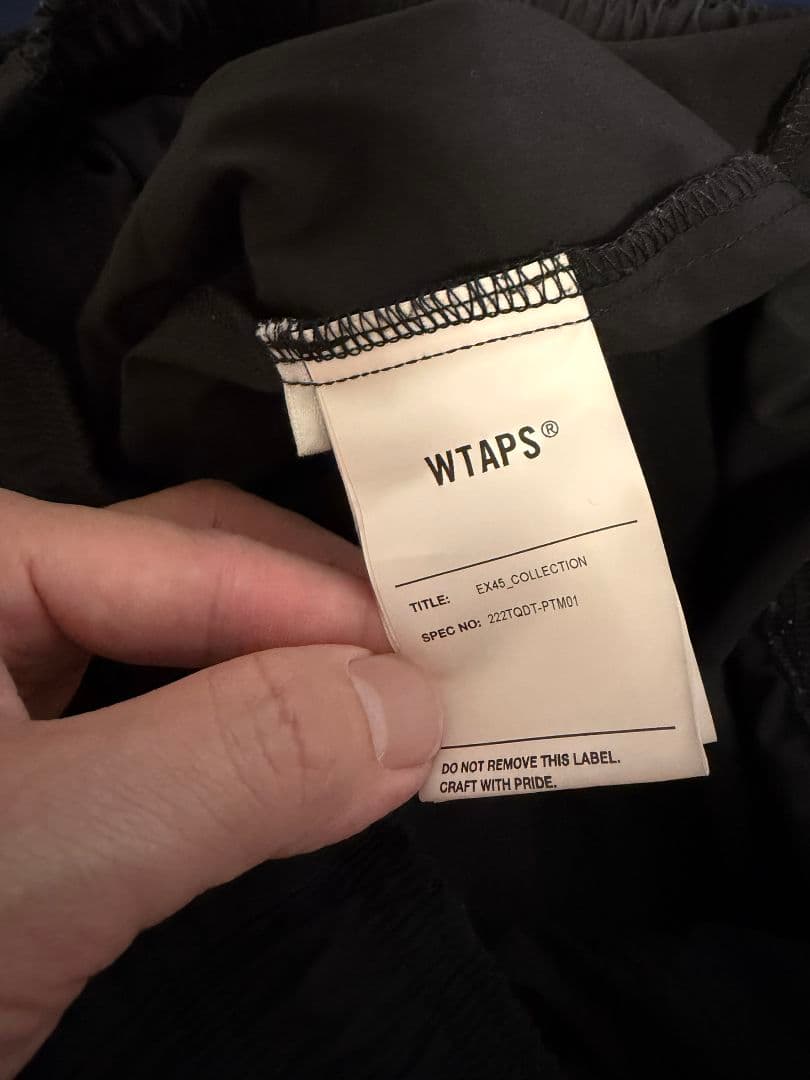 WTAPS®
TITLE: EX45_COLLECTION
SPEC NO: 222TQDT-PTM01
DO NOT REMOVE THIS LABEL.
CRAFT WITH PRIDE.